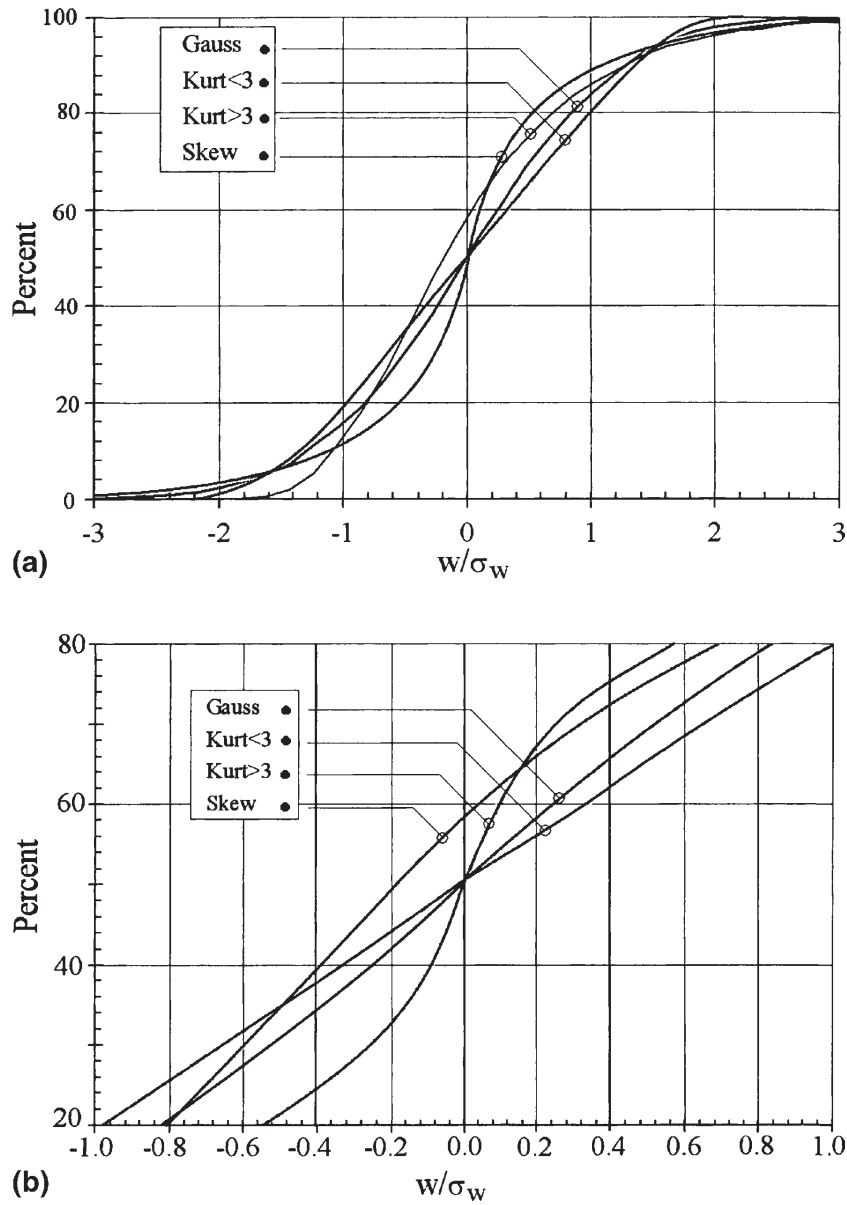 100
80
60
40
20
0
Percent
Gauss
Kurt<3
Kurt>3
Skew
-3 -2 -1 0 1 2 3
w/σw
(a)
80
60
40
20
Percent
Gauss
Kurt<3
Kurt>3
Skew
-1.0 -0.8 -0.6 -0.4 -0.2 0.0 0.2 0.4 0.6 0.8 1.0
w/σw
(b)